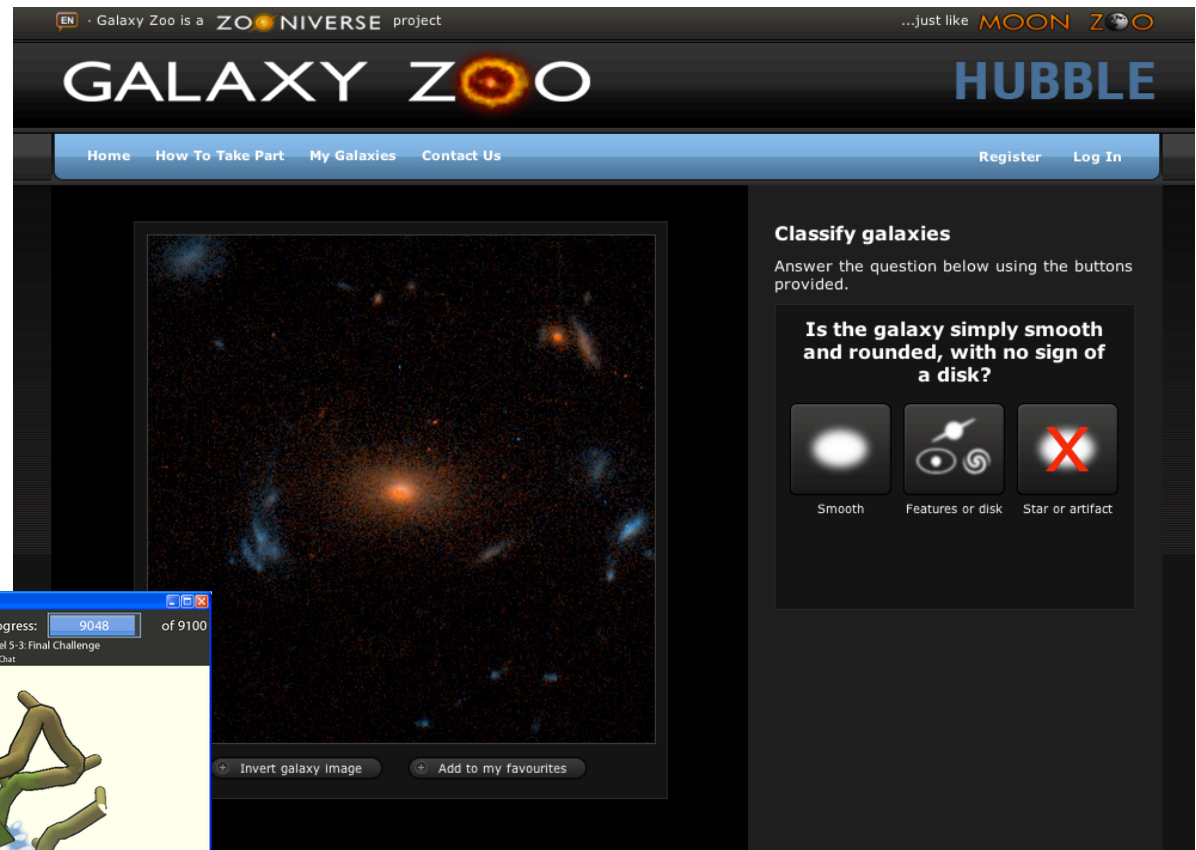 EN · Galaxy Zoo is a ZOONIVERSE project
...just like MOON ZOO
GALAXY ZOO
HUBBLE
Home How To Take Part My Galaxies Contact Us
Register Log In
Classify galaxies
Answer the question below using the buttons
provided.
Is the galaxy simply smooth
and rounded, with no sign of
a disk?
X
Smooth Features or disk Star or artifact
Invert galaxy image Add to my favourites
9048 of 9100
5-3: Final Challenge
Chat